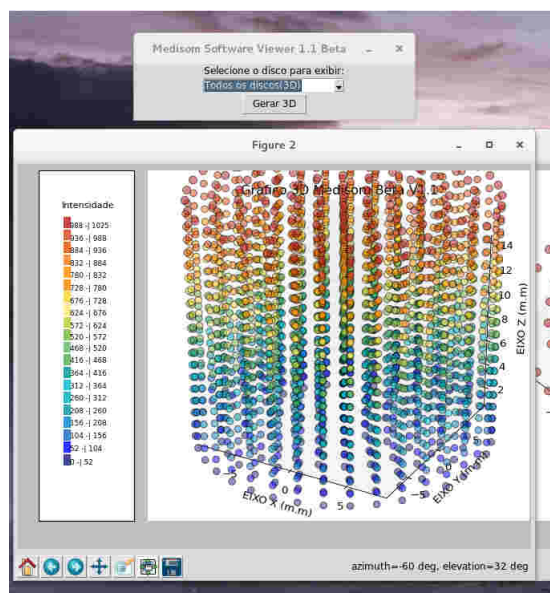 Medisom Software Viewer 1.1 Beta
Selecione o disco para exibir:
Todos os discos(3D)
Gerar 3D
Figure 2
Grafiro 3D Medisom Beta V1.1
Intensidade
988 -| 1025
936 -| 988
884 -| 936
832 -| 884
780 -| 832
728 -| 780
676 -| 728
624 -| 676
572 -| 624
520 -| 572
468 -| 520
416 -| 468
364 -| 416
312 -| 364
260 -| 312
208 -| 260
156 -| 208
104 -| 156
52 -| 104
0 -| 52
14
12
10
8
6
4
2
EIXO Z (m.m)
−5
0
5
EIXO X (m.m)
−5
0
5
EIXO Y (m.m)
azimuth=-60 deg, elevation=32 deg